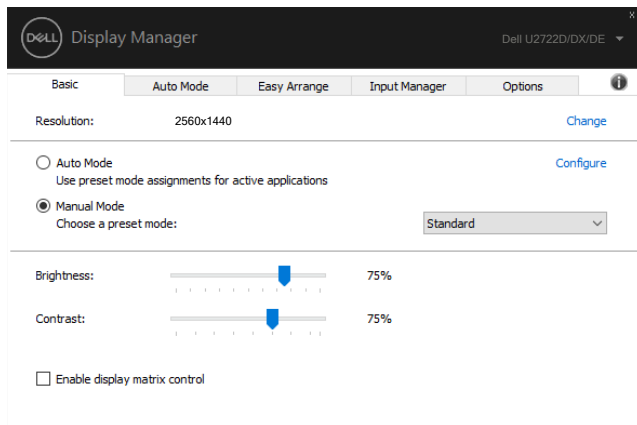 x
DELL Display Manager
Dell U2722D/DX/DE
Basic Auto Mode Easy Arrange Input Manager Options i
Resolution: 2560x1440 Change
Auto Mode Configure
Use preset mode assignments for active applications
Manual Mode
Choose a preset mode: Standard
Brightness: 75%
Contrast: 75%
Enable display matrix control